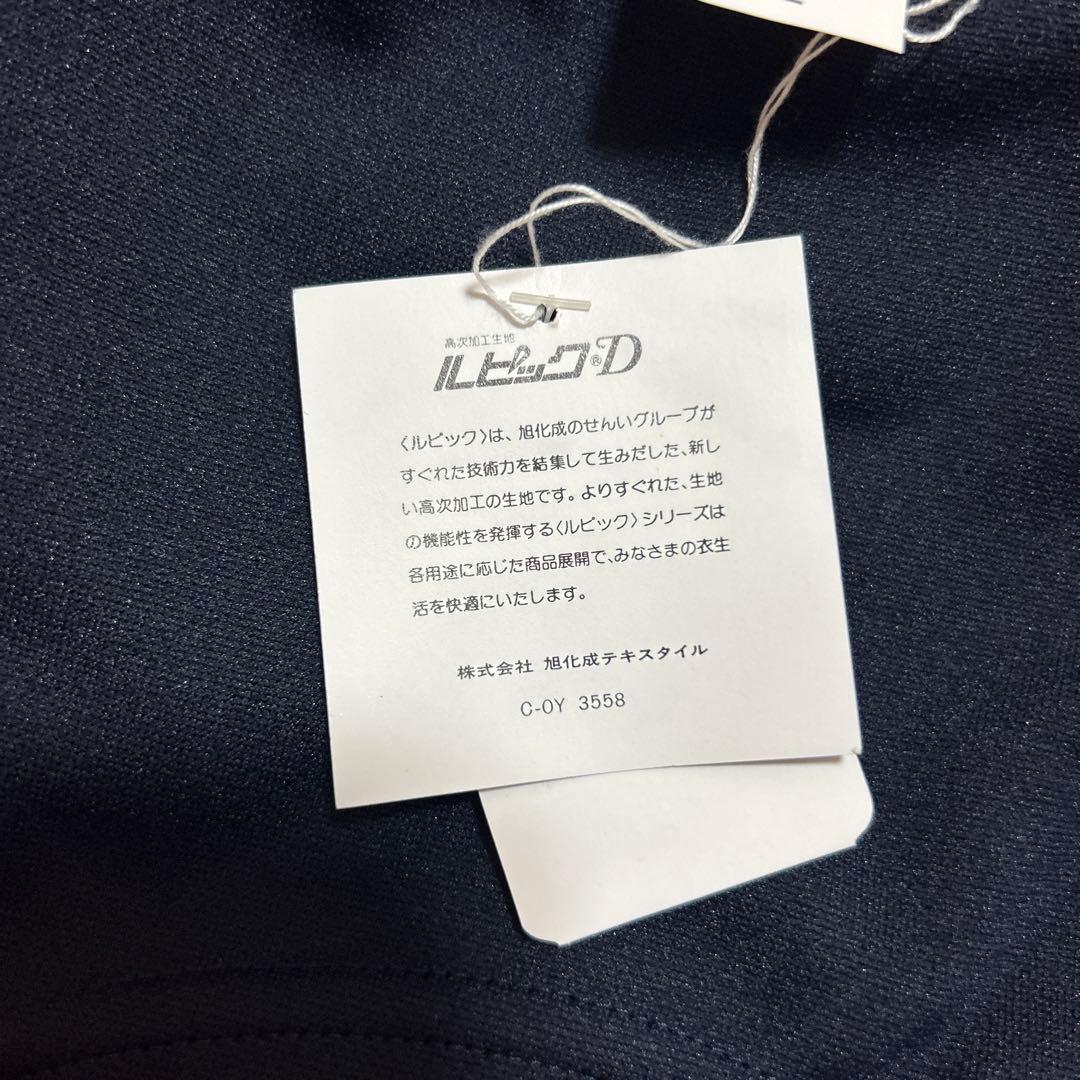 高次加工生地
ルピック®D
〈ルピック〉は、旭化成のせんいグループが
すぐれた技術力を結集して生みだした、新し
い高次加工の生地です。よりすぐれた、生地
の機能性を発揮する〈ルピック〉シリーズは
各用途に応じた商品展開で、みなさまの衣生
活を快適にいたします。
株式会社 旭化成テキスタイル
C-OY 3558